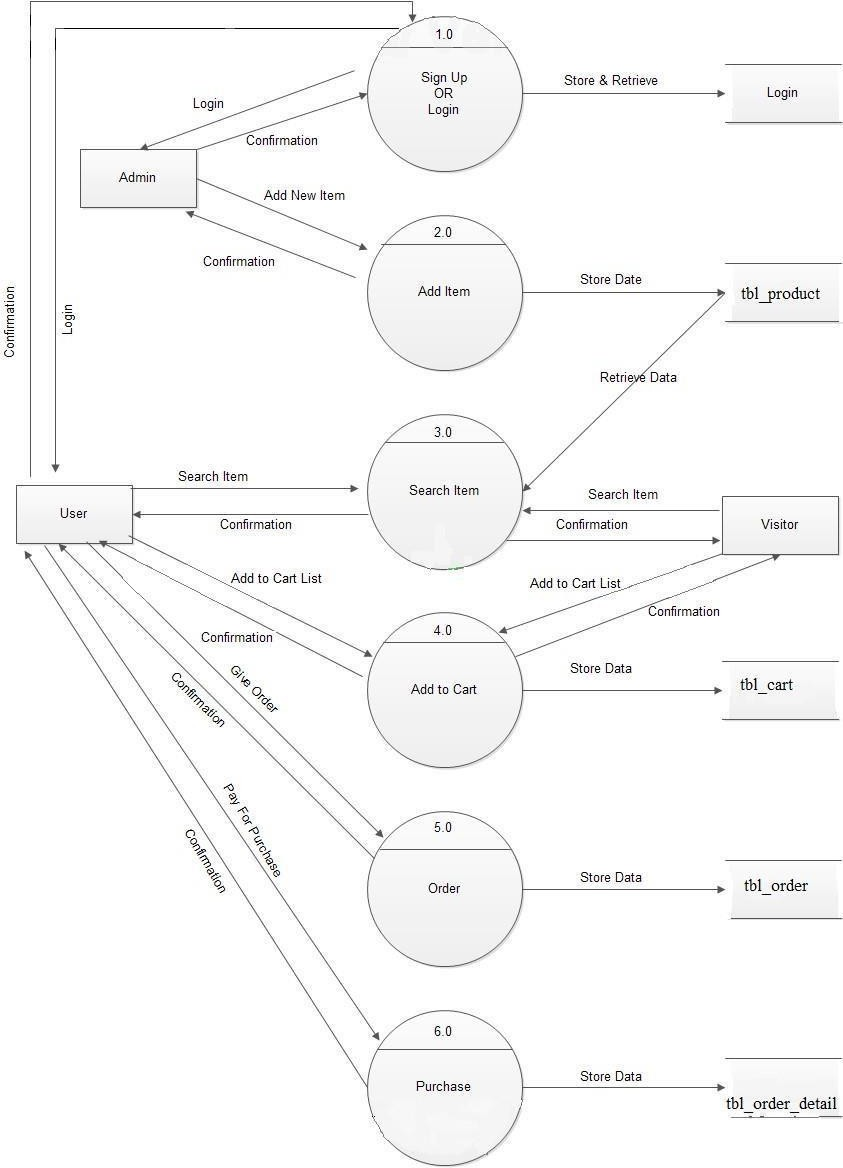 1.0
Sign Up
OR
Login
Store & Retrieve
Login
Login
Confirmation
Admin
Add New Item
Confirmation
2.0
Add Item
Store Date
tbl_product
Confirmation
Login
Retrieve Data
3.0
Search Item
Search Item
Confirmation
User
Search Item
Confirmation
Visitor
Add to Cart List
Confirmation
Add to Cart List
Confirmation
4.0
Add to Cart
Store Data
tbl_cart
Give Order
Confirmation
5.0
Order
Store Data
tbl_order
Pay For Purchase
Confirmation
6.0
Purchase
Store Data
tbl_order_detail